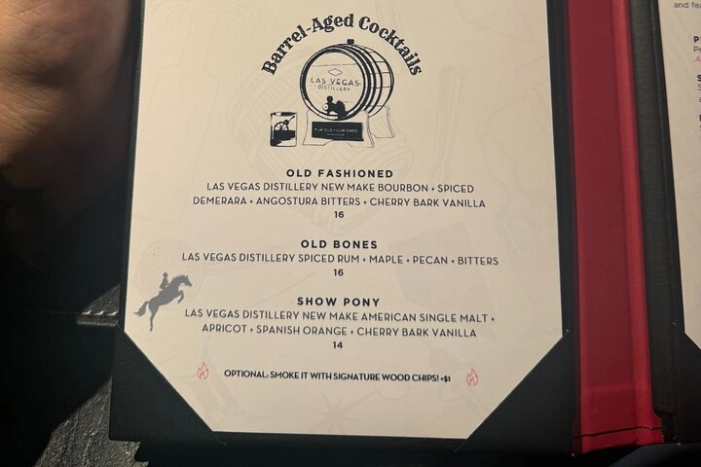 Barrel-Aged Cocktails
LAS VEGAS
DISTILLERY
OLD FASHIONED
LAS VEGAS DISTILLERY NEW MAKE BOURBON • SPICED
DEMERARA • ANGOSTURA BITTERS • CHERRY BARK VANILLA
16
OLD BONES
LAS VEGAS DISTILLERY SPICED RUM • MAPLE • PECAN • BITTERS
16
SHOW PONY
LAS VEGAS DISTILLERY NEW MAKE AMERICAN SINGLE MALT •
APRICOT • SPANISH ORANGE • CHERRY BARK VANILLA
14
OPTIONAL: SMOKE IT WITH SIGNATURE WOOD CHIPS! +$1
and